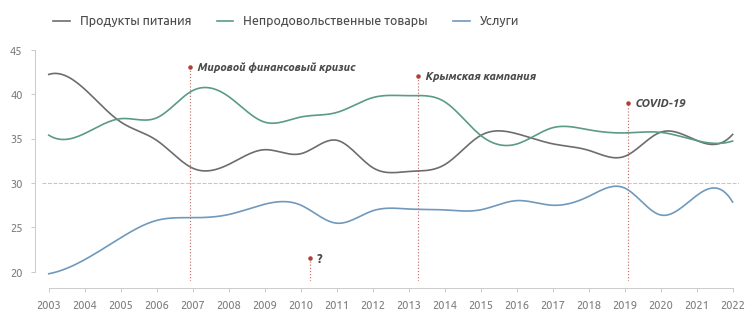 Продукты питания Непродовольственные товары Услуги
45
Мировой финансовый кризис
Крымская кампания
40
COVID-19
35
30
25
?
20
2003 2004 2005 2006 2007 2008 2009 2010 2011 2012 2013 2014 2015 2016 2017 2018 2019 2020 2021 2022